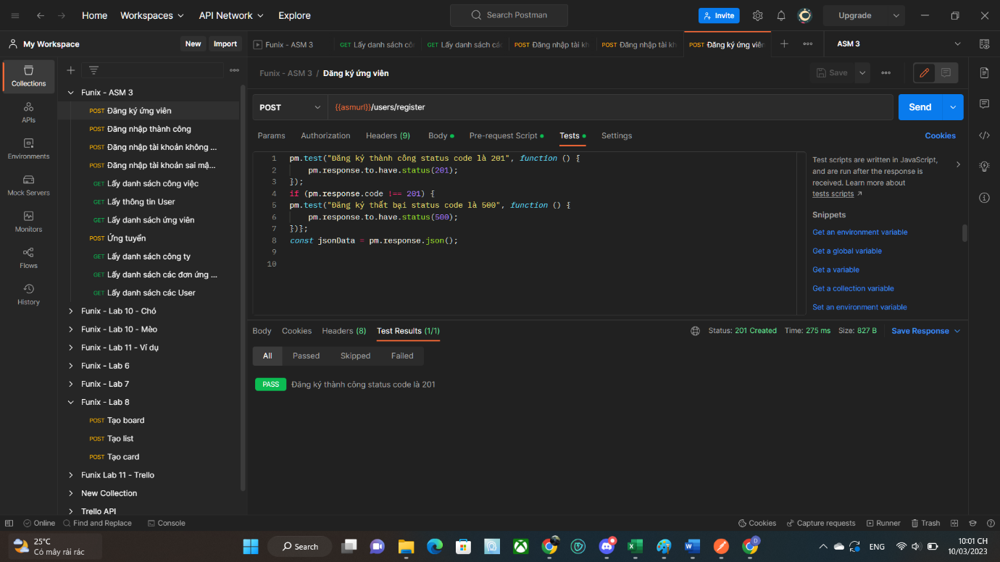 Home Workspaces API Network Explore Search Postman Invite Upgrade
My Workspace New Import
Funix - ASM 3 GET Lấy danh sách GET Lấy danh sách POST Đăng nhập tài POST Đăng nhập tài POST Đăng ký ứng viên ASM 3
Collections
APIs
Environments
Mock Servers
Monitors
Flows
History
Funix - ASM 3
POST Đăng ký ứng viên
POST Đăng nhập thành công
POST Đăng nhập tài khoản không ...
POST Đăng nhập tài khoản sai mậ...
GET Lấy danh sách công việc
GET Lấy thông tin User
GET Lấy danh sách ứng viên
POST Ứng tuyển
GET Lấy danh sách công ty
GET Lấy danh sách các đơn ứng ...
GET Lấy danh sách các User
Funix - Lab 10 - Chó
Funix - Lab 10 - Mèo
Funix - Lab 11 - Ví dụ
Funix - Lab 6
Funix - Lab 7
Funix - Lab 8
POST Tạo board
POST Tạo list
POST Tạo card
Funix Lab 11 - Trello
New Collection
Trello API
Funix - ASM 3 / Đăng ký ứng viên Save
POST {{asmurl}}/users/register Send
Params Authorization Headers (9) Body Pre-request Script Tests Settings Cookies
1 pm.test("Đăng ký thành công status code là 201", function () {
2 pm.response.to.have.status(201);
3 });
4 if (pm.response.code !== 201) {
5 pm.test("Đăng ký thất bại status code là 500", function () {
6 pm.response.to.have.status(500);
7 })};
8 const jsonData = pm.response.json();
9
10
Test scripts are written in JavaScript,
and are run after the response is
received. Learn more about
tests scripts
Snippets
Get an environment variable
Get a global variable
Get a variable
Get a collection variable
Set an environment variable
Body Cookies Headers (8) Test Results (1/1) Status: 201 Created Time: 275 ms Size: 827 B Save Response
All Passed Skipped Failed
PASS Đăng ký thành công status code là 201
Online Find and Replace Console Cookies Capture requests Runner Trash
25°C
Có mây rải rác
Search
ENG
10:01 CH
10/03/2023